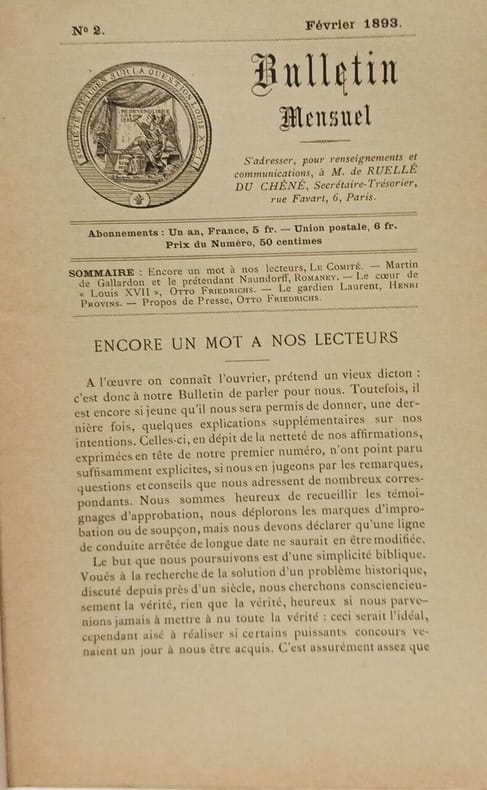 Nº 2.
Février 1893.
SOCIÉTÉ D'ÉTUDES SUR LA QUESTION LOUIS XVII
Bulletin
Mensuel
S'adresser, pour renseignements et
communications, à M. de RUELLÉ
DU CHÉNÉ, Secrétaire-Trésorier,
rue Favart, 6, Paris.
Abonnements : Un an, France, 5 fr. — Union postale, 6 fr.
Prix du Numéro, 50 centimes
SOMMAIRE : Encore un mot à nos lecteurs, LE COMITÉ. — Martin
de Gallardon et le prétendant Naundorff, ROMANEY. — Le cœur de
« Louis XVII », OTTO FRIEDRICHS. — Le gardien Laurent, HENRI
PROVINS. — Propos de Presse, OTTO FRIEDRICHS.
ENCORE UN MOT A NOS LECTEURS
A l'œuvre on connaît l'ouvrier, prétend un vieux dicton :
c'est donc à notre Bulletin de parler pour nous. Toutefois, il
est encore si jeune qu'il nous sera permis de donner, une der-
nière fois, quelques explications supplémentaires sur nos
intentions. Celles-ci, en dépit de la netteté de nos affirmations,
exprimées en tête de notre premier numéro, n'ont point paru
suffisamment explicites, si nous en jugeons par les remarques,
questions et conseils que nous adressent de nombreux corres-
pondants. Nous sommes heureux de recueillir les témoi-
gnages d'approbation, nous déplorons les marques d'impro-
bation ou de soupçon, mais nous devons déclarer qu'une ligne
de conduite arrêtée de longue date ne saurait en être modifiée.
Le but que nous poursuivons est d'une simplicité biblique.
Voués à la recherche de la solution d'un problème historique,
discuté depuis près d'un siècle, nous cherchons consciencieu-
sement la vérité, rien que la vérité, heureux si nous parve-
nions jamais à mettre à nu toute la vérité : ceci serait l'idéal,
cependant aisé à réaliser si certains puissants concours ve-
naient un jour à nous être acquis. C'est assurément assez que